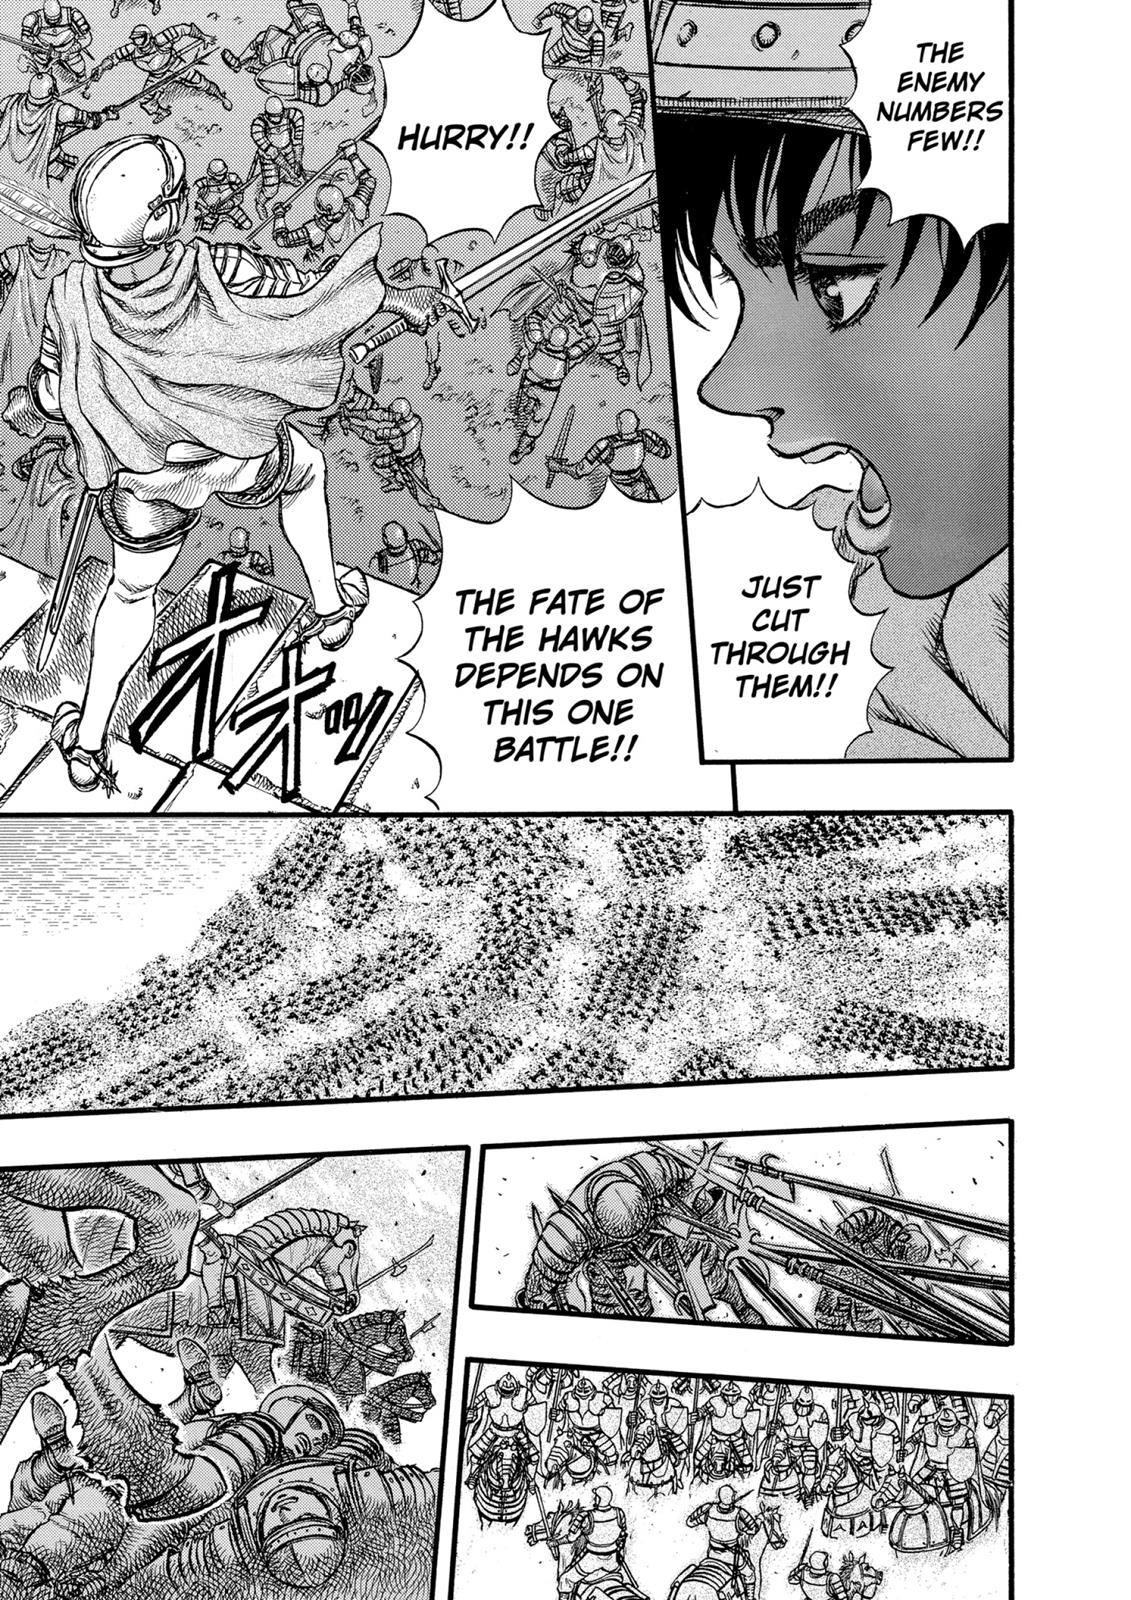 THE
ENEMY
NUMBERS
FEW!!
JUST
CUT
THROUGH
THEM!!
HURRY!!
THE FATE OF
THE HAWKS
DEPENDS ON
THIS ONE
BATTLE!!
オオッ